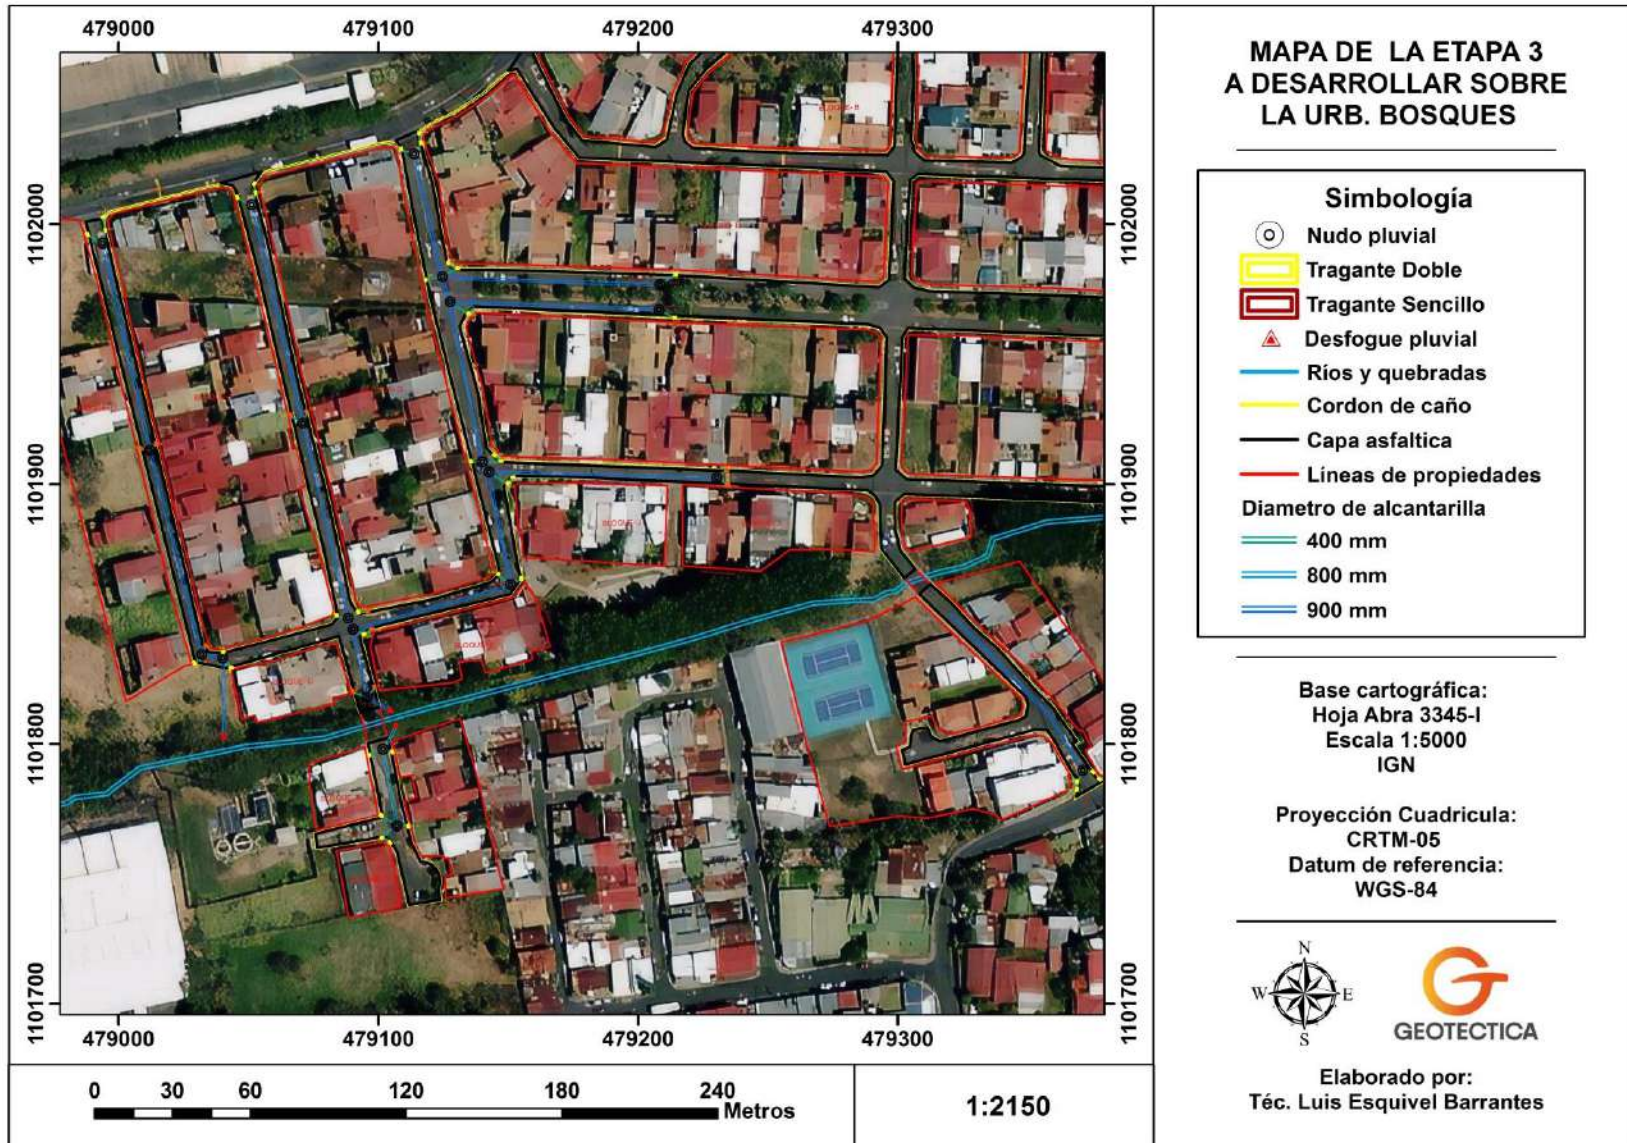 479000
479100
479200
479300
1102000
1101900
1101800
1101700
1102000
1101900
1101800
1101700
479000
479100
479200
479300
0
30
60
120
180
240
Metros
1:2150
MAPA DE LA ETAPA 3
A DESARROLLAR SOBRE
LA URB. BOSQUES
Simbología
Nudo pluvial
Tragante Doble
Tragante Sencillo
Desfogue pluvial
Ríos y quebradas
Cordon de caño
Capa asfaltica
Líneas de propiedades
Diametro de alcantarilla
400 mm
800 mm
900 mm
Base cartográfica:
Hoja Abra 3345-I
Escala 1:5000
IGN
Proyección Cuadricula:
CRTM-05
Datum de referencia:
WGS-84
N
W
E
S
GEOTECTICA
Elaborado por:
Téc. Luis Esquivel Barrantes